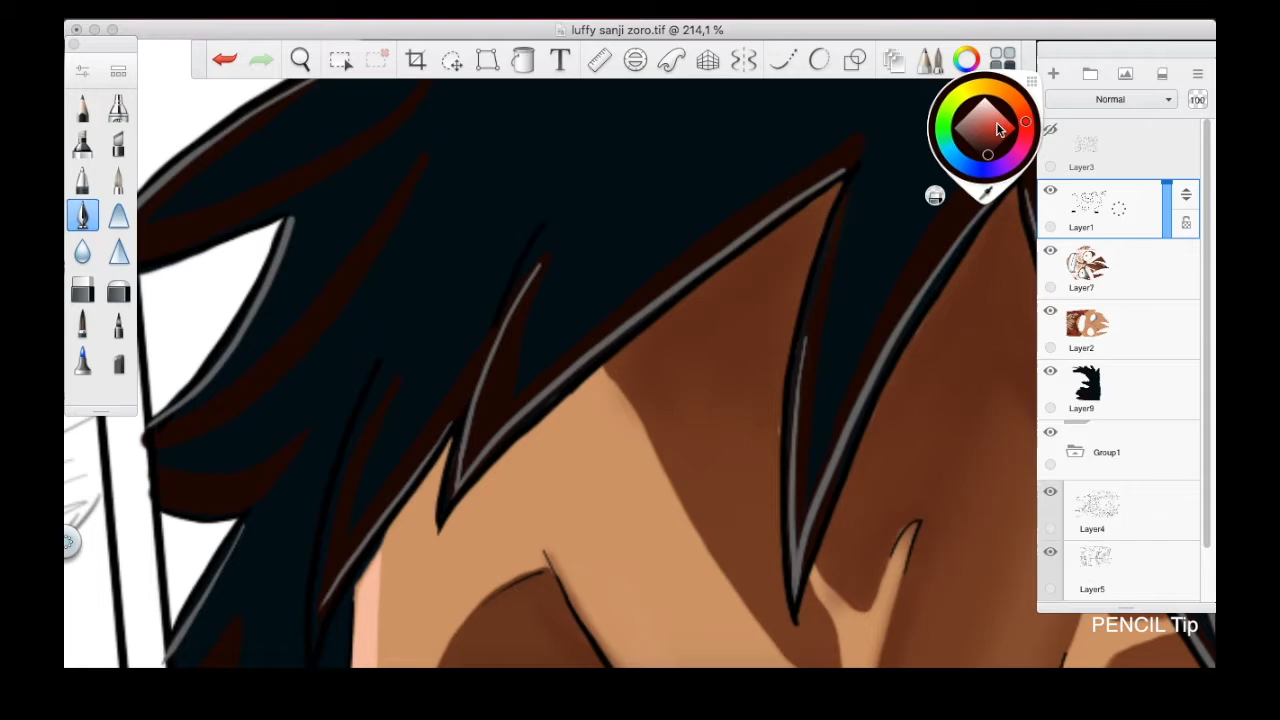 luffy sanji zoro.tif @ 214,1 %
T
Normal
100
Layer3
Layer1
Layer7
Layer2
Layer9
Group1
Layer4
Layer5
PENCIL Tip